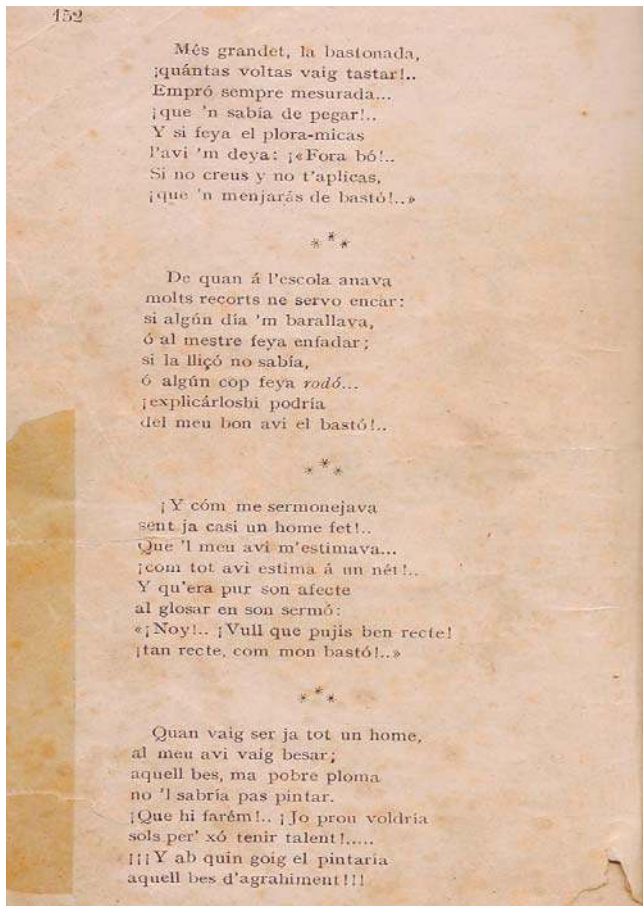 152
Més grandet, la bastonada,
¡quántas voltas vaig tastar!..
Empró sempre mesurada...
¡que 'n sabía de pegar!..
Y si feya el plora-micas
l'avi 'm deya: ¡«Fora bó!..
Si no creus y no t'aplicas,
¡que 'n menjarás de bastó!..»
***
De quan á l'escola anava
molts recorts ne servo encar:
si algún día 'm barallava,
ó al mestre feya enfadar;
si la lliçó no sabía,
ó algún cop feya rodó...
¡explicárloshi podría
del meu bon avi el bastó!..
***
¡Y cóm me sermonejava
sent ja casi un home fet!..
Que 'l meu avi m'estimava...
¡com tot avi estima á un nét!..
Y qu'era pur son afecte
al glosar en son sermó:
«¡Noy!.. ¡Vull que pujis ben recte!
¡tan recte, com mon bastó!..»
***
Quan vaig ser ja tot un home,
al meu avi vaig besar;
aquell bes, ma pobre ploma
no 'l sabría pas pintar.
¡Que hi farém!.. ¡Jo prou voldría
sols per' xó tenir talent!.....
¡¡¡Y ab quin goig el pintaría
aquell bes d'agrahiment!!!